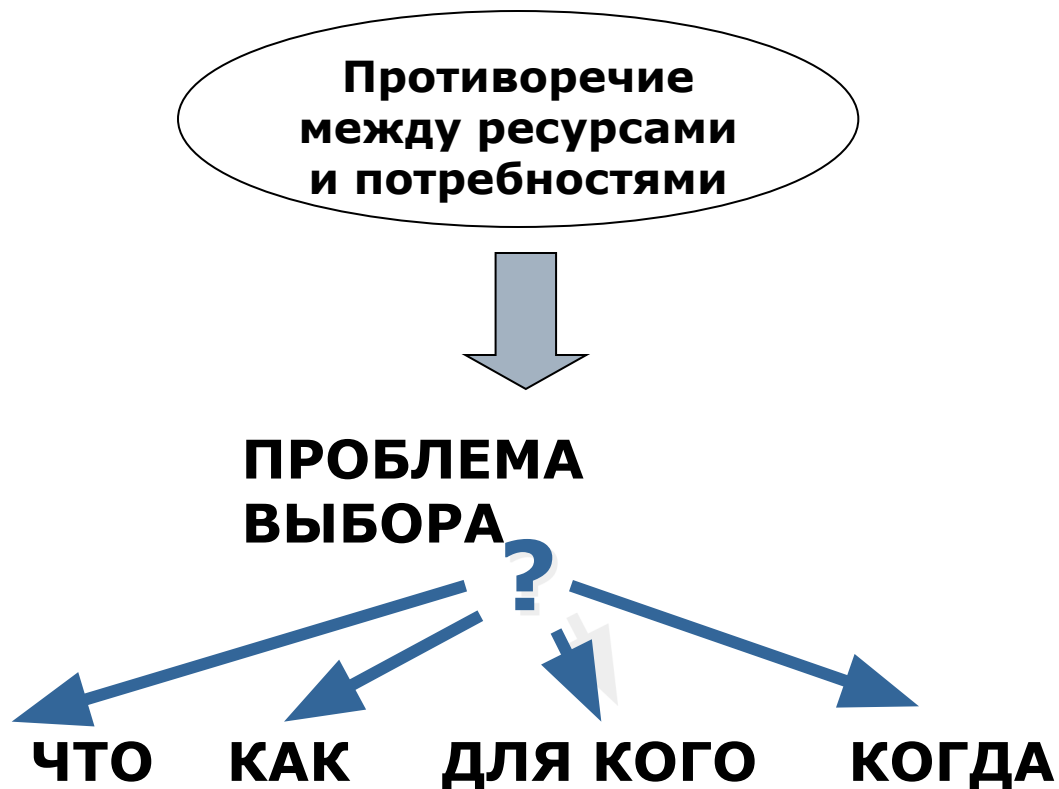 Противоречие
между ресурсами
и потребностями
ПРОБЛЕМА
ВЫБОРА
?
ЧТО КАК ДЛЯ КОГО КОГДА